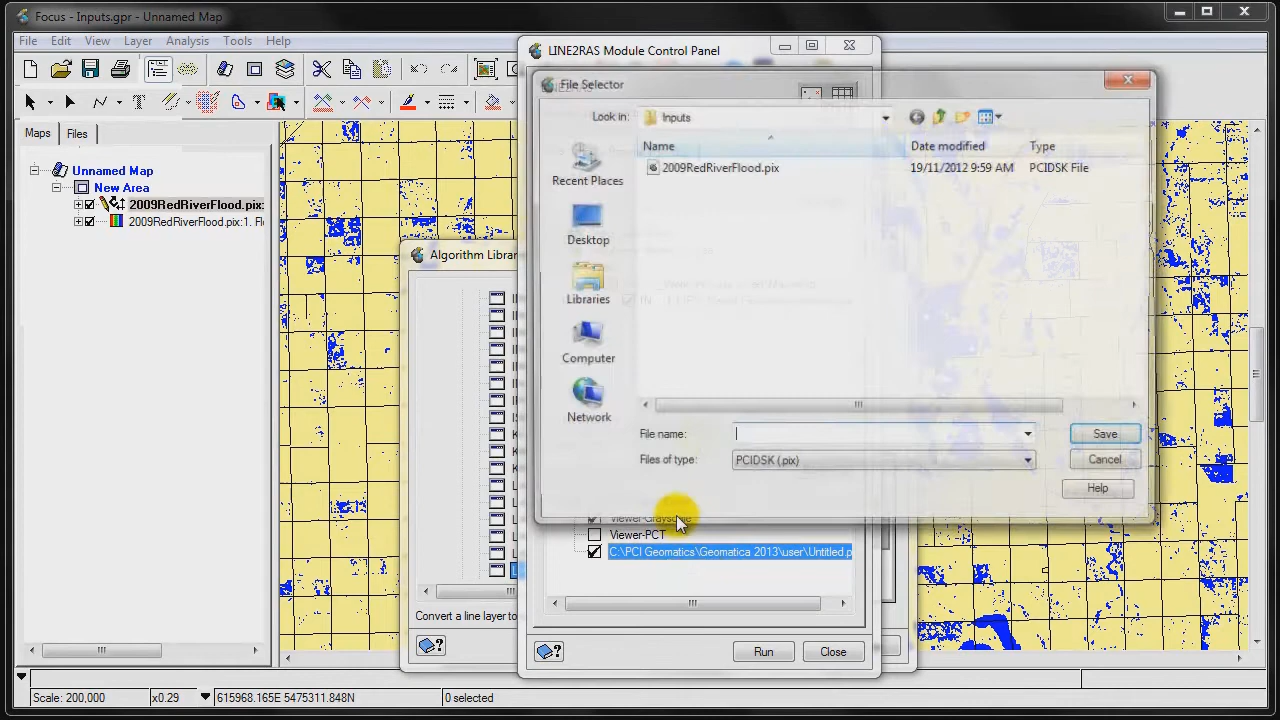 Focus - Inputs.gpr - Unnamed Map
File Edit View Layer Analysis Tools Help
LINE2RAS Module Control Panel
File Selector
Look in: Inputs
Maps Files
Name Date modified Type
2009RedRiverFlood.pix 19/11/2012 9:59 AM PCIDSK File
Unnamed Map
New Area
2009RedRiverFlood.pix:
2009RedRiverFlood.pix:1. Fl
Recent Places
Desktop
Algorithm Librar
Libraries
Computer
Network
File name: Save
Files of type: PCIDSK (.pix) Cancel
Help
Viewer-Grayscale
Viewer-PCT
C:\PCI Geomatics\Geomatica 2013\user\Untitled.p
Convert a line layer to
Run Close
Scale: 200,000 x0.29 615968.165E 5475311.848N 0 selected